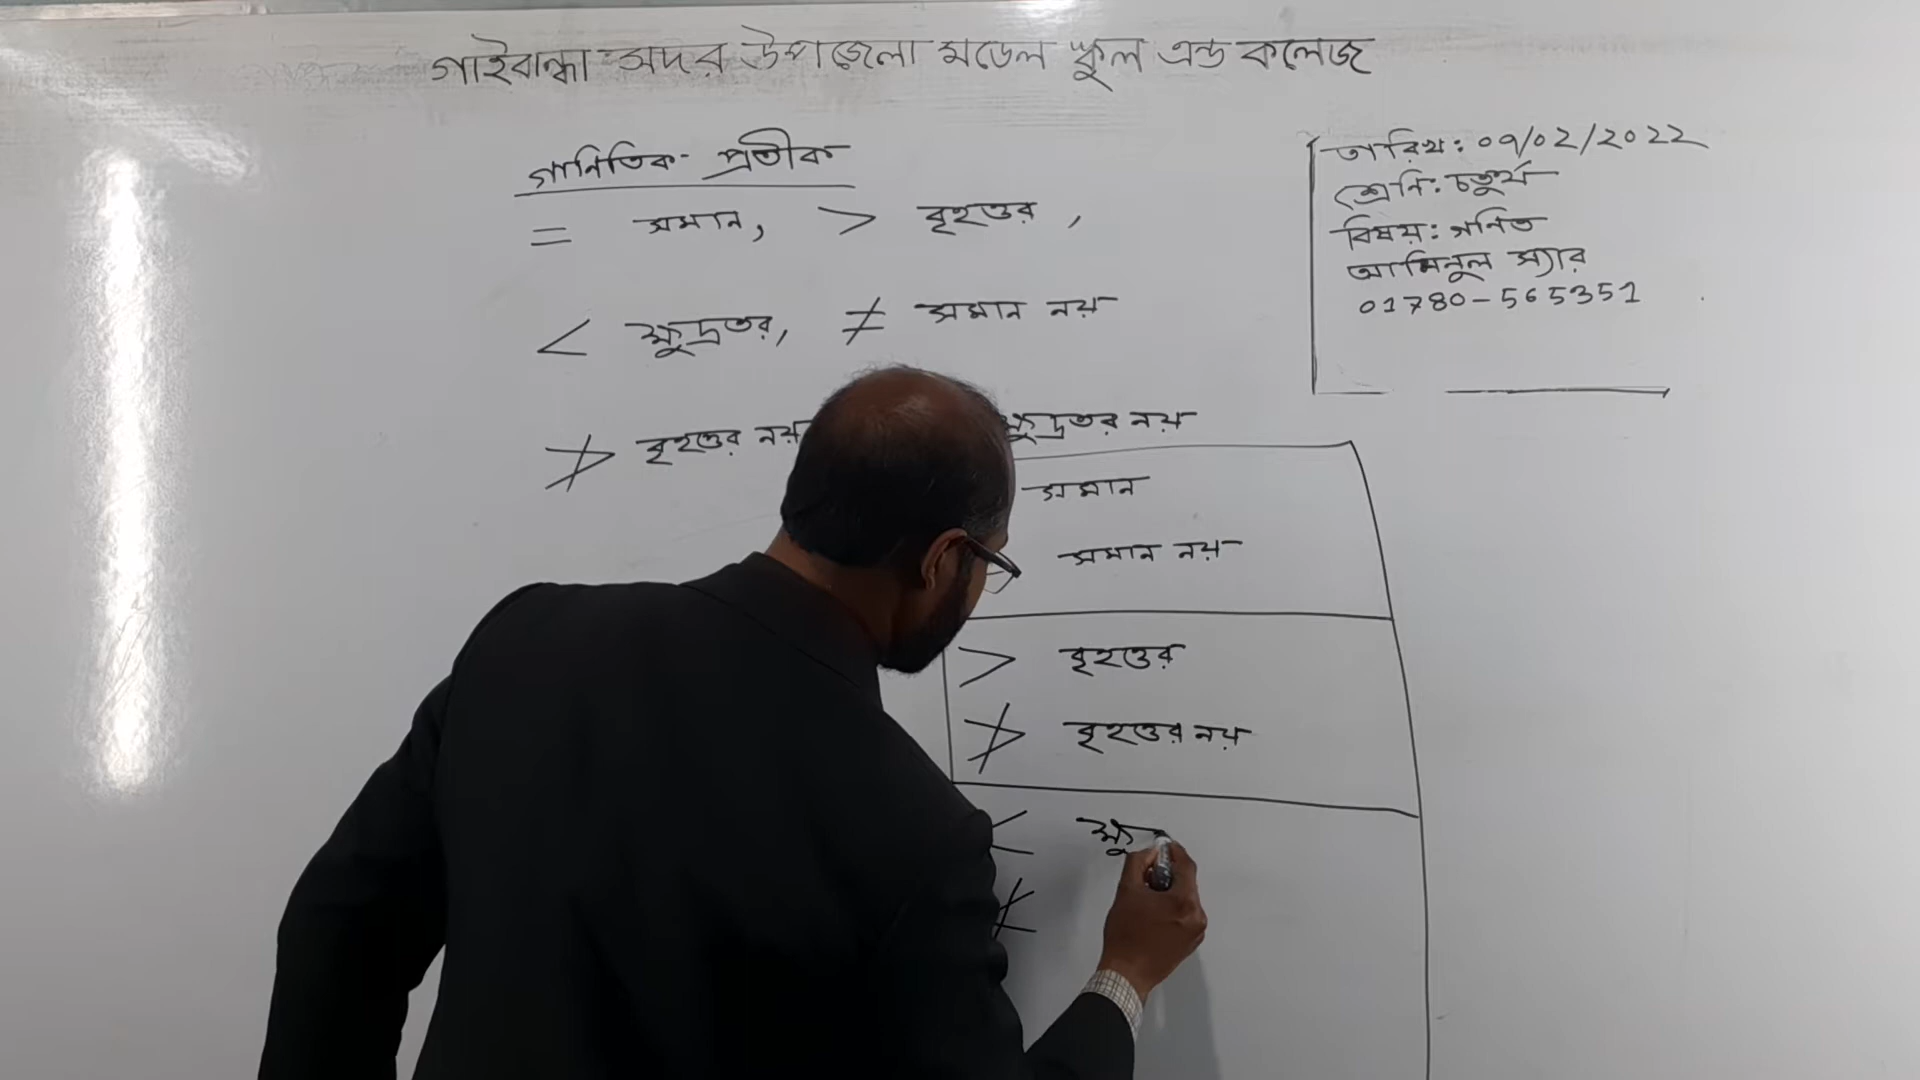 গাইবান্ধা সদর উপজেলা মডেল স্কুল এন্ড কলেজ
গানিতিক প্রতীক
= সমান, > বৃহত্তর,
< ক্ষুদ্রতর, ≠ সমান নয়
≯ বৃহত্তর নয় ক্ষুদ্রতর নয়
তারিখ: ০৭/০২/২০২২
শ্রেনি: চতুর্থ
বিষয়: গনিত
আমিনুল স্যার
01780-565351
সমান
সমান নয়
> বৃহত্তর
≯ বৃহত্তর নয়
< ক্ষু
≮